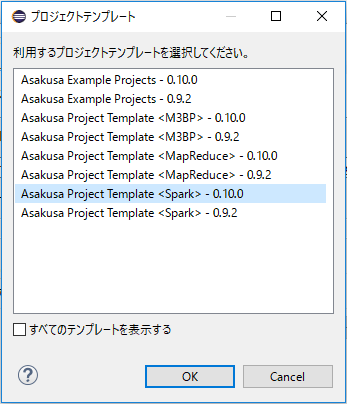 プロジェクトテンプレート
利用するプロジェクトテンプレートを選択してください。
Asakusa Example Projects - 0.10.0
Asakusa Example Projects - 0.9.2
Asakusa Project Template <M3BP> - 0.10.0
Asakusa Project Template <M3BP> - 0.9.2
Asakusa Project Template <MapReduce> - 0.10.0
Asakusa Project Template <MapReduce> - 0.9.2
Asakusa Project Template <Spark> - 0.10.0
Asakusa Project Template <Spark> - 0.9.2
すべてのテンプレートを表示する
?
OK
Cancel